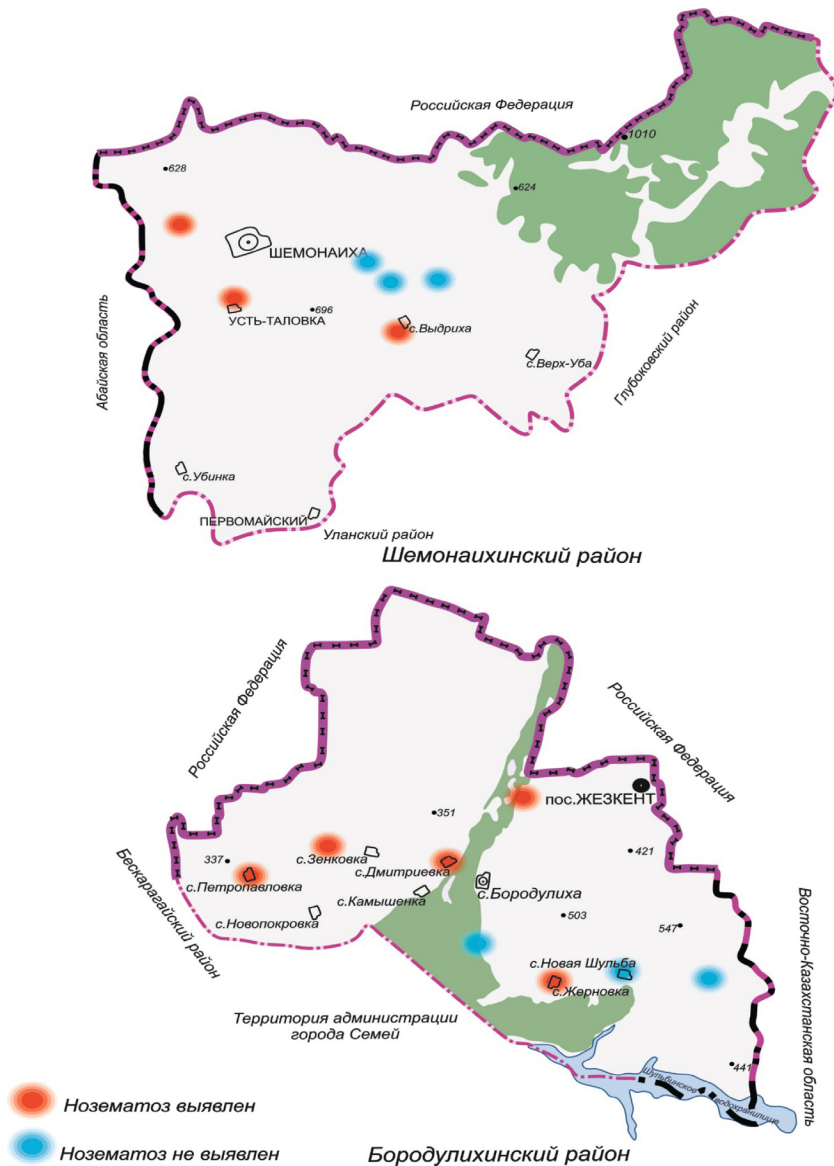 Российская Федерация
1010
628
624
ШЕМОНАИХА
Абайская область
696
УСТЬ-ТАЛОВКА
с.Выдриха
Глубоковский район
с.Верх-Уба
с.Убинка
ПЕРВОМАЙСКИЙ
Уланский район
Шемонаихинский район
Российская Федерация
Российская Федерация
пос.ЖЕЗКЕНТ
351
421
337
с.Зенковка
с.Дмитриевка
с.Петропавловка
с.Бородулиха
с.Камышенка
Бескарагайский район
с.Новопокровка
503
547
Восточно-Казахстанская область
с.Новая Шульба
с.Жерновка
Территория администрации
города Семей
441
Шульбинское
водохранилище
Нозематоз выявлен
Нозематоз не выявлен
Бородулихинский район